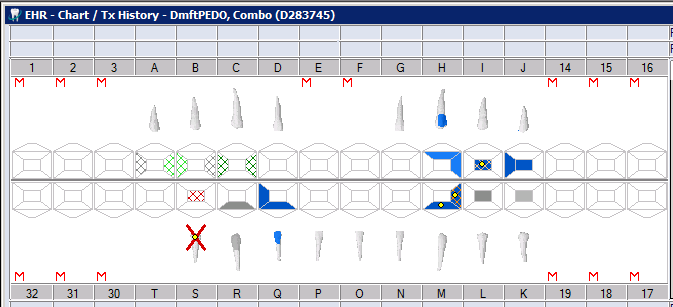 EHR - Chart / Tx History - DmftPEDO, Combo (D283745)
1 2 3 A B C D E F G H I J 14 15 16
M M M M M M M M
M M M M M M
32 31 30 T S R Q P O N M L K 19 18 17